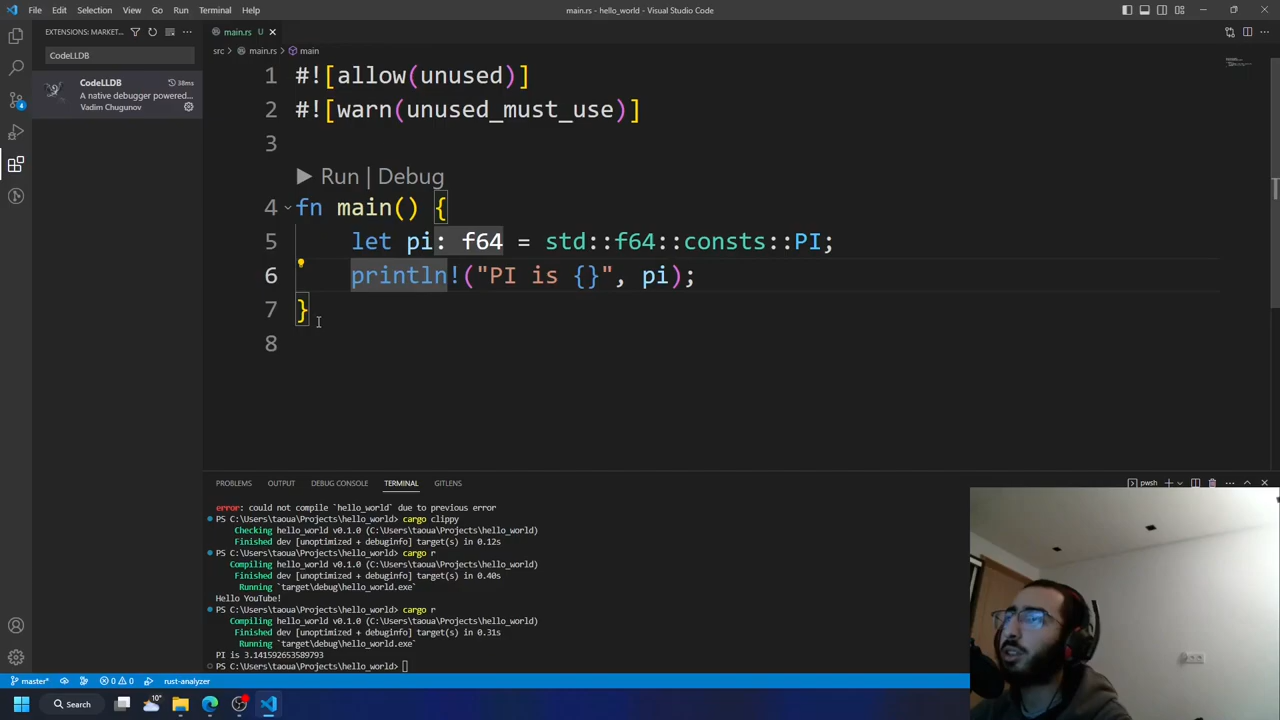 File Edit Selection View Go Run Terminal Help
main.rs - hello_world - Visual Studio Code
EXTENSIONS: MARKET...
CodeLLDB
CodeLLDB 38ms
A native debugger powered...
Vadim Chugunov
4
main.rs U
src > main.rs > main
1 #![allow(unused)]
2 #![warn(unused_must_use)]
3
Run | Debug
4 fn main() {
5 let pi: f64 = std::f64::consts::PI;
6 println!("PI is {}", pi);
7 }
8
PROBLEMS OUTPUT DEBUG CONSOLE TERMINAL GITLENS
pwsh
error: could not compile `hello_world` due to previous error
PS C:\Users\taoua\Projects\hello_world> cargo clippy
Checking hello_world v0.1.0 (C:\Users\taoua\Projects\hello_world)
Finished dev [unoptimized + debuginfo] target(s) in 0.12s
PS C:\Users\taoua\Projects\hello_world> cargo r
Compiling hello_world v0.1.0 (C:\Users\taoua\Projects\hello_world)
Finished dev [unoptimized + debuginfo] target(s) in 0.40s
Running `target\debug\hello_world.exe`
Hello YouTube!
PS C:\Users\taoua\Projects\hello_world> cargo r
Compiling hello_world v0.1.0 (C:\Users\taoua\Projects\hello_world)
Finished dev [unoptimized + debuginfo] target(s) in 0.31s
Running `target\debug\hello_world.exe`
PI is 3.141592653589793
PS C:\Users\taoua\Projects\hello_world>
master* 0 0 rust-analyzer
Search
10°